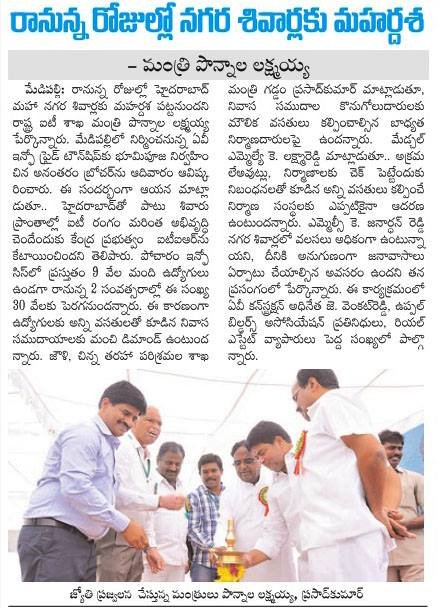 రానున్న రోజుల్లో నగర శివార్లకు మహర్దశ
– మంత్రి పొన్నాల లక్ష్మయ్య
మేడిపల్లి: రానున్న రోజుల్లో హైదరాబాద్
మహా నగర శివార్లకు మహర్దశ పట్టనుందని
రాష్ట్ర ఐటీ శాఖ మంత్రి పొన్నాల లక్ష్మయ్య
పేర్కొన్నారు. మేడిపల్లిలో నిర్మించనున్న ఏవీ
ఇన్ఫో ప్రైడ్ టౌన్‌షిప్‌కు భూమిపూజ నిర్వహిం
చిన అనంతరం బ్రోచర్‌ను ఆదివారం ఆవిష్క
రించారు. ఈ సందర్భంగా ఆయన మాట్లా
డుతూ.. హైదరాబాద్‌తో పాటు శివారు
ప్రాంతాల్లో ఐటీ రంగం మరింత అభివృద్ధి
చెందేందుకు కేంద్ర ప్రభుత్వం ఐటీఐఆర్‌ను
కేటాయించిందని తెలిపారు. పోచారం ఇన్ఫో
సిస్‌లో ప్రస్తుతం 9 వేల మంది ఉద్యోగులు
ఉండగా రానున్న 2 సంవత్సరాల్లో ఈ సంఖ్య
30 వేలకు పెరగనుందన్నారు. ఈ కారణంగా
ఉద్యోగులకు అన్ని వసతులతో కూడిన నివాస
సముదాయాలకు మంచి డిమాండ్ ఉంటుంద
న్నారు. జౌళి, చిన్న తరహా పరిశ్రమల శాఖ
మంత్రి గడ్డం ప్రసాద్‌కుమార్ మాట్లాడుతూ,
నివాస సముదాల కొనుగోలుదారులకు
మౌలిక వసతులు కల్పించాల్సిన బాధ్యత
నిర్మాణదారులపై ఉందన్నారు. మేడ్చల్
ఎమ్మెల్యే కె. లక్ష్మారెడ్డి మాట్లాడుతూ.. అక్రమ
లేఅవుట్లు, నిర్మాణాలకు చెక్ పెట్టేందుకు
నిబంధనలతో కూడిన అన్ని వసతులు కల్పించే
నిర్మాణ సంస్థలకు ఎప్పటికైనా ఆదరణ
ఉంటుందన్నారు. ఎమ్మెల్సీ కె. జనార్ధన్ రెడ్డి
నగర శివార్లలో వలసలు అధికంగా ఉంటున్నా
యని, దీనికి అనుగుణంగా జనావాసాలు
ఏర్పాటు చేయాల్సిన అవసరం ఉందని తన
ప్రసంగంలో పేర్కొన్నారు. ఈ కార్యక్రమంలో
ఏవీ కన్‌స్ట్రక్షన్ అధినేత జె. వెంకట్‌రెడ్డి, ఉప్పల్
బిల్డర్స్ అసోసియేషన్ ప్రతినిధులు, రియల్
ఎస్టేట్ వ్యాపారులు పెద్ద సంఖ్యలో పాల్గొ
న్నారు.
జ్యోతి ప్రజ్వలన చేస్తున్న మంత్రులు పొన్నాల లక్ష్మయ్య, ప్రసాద్‌కుమార్